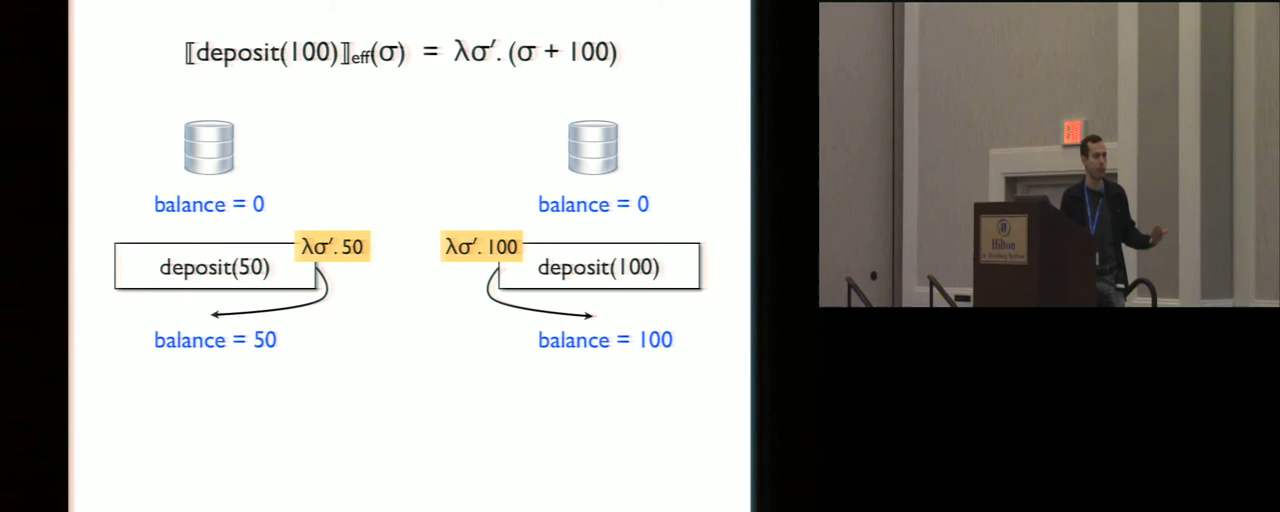 ⟦deposit(100)⟧eff(σ) = λσ′. (σ + 100)
balance = 0
balance = 0
deposit(50)
λσ′. 50
λσ′. 100
deposit(100)
balance = 50
balance = 100
Hilton